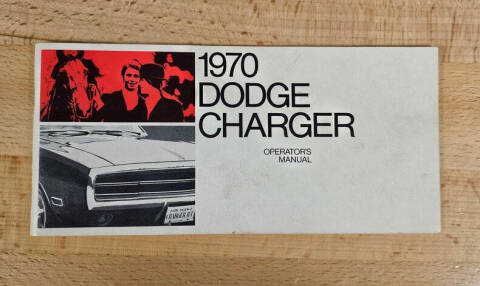 1970
DODGE
CHARGER
OPERATOR'S
MANUAL